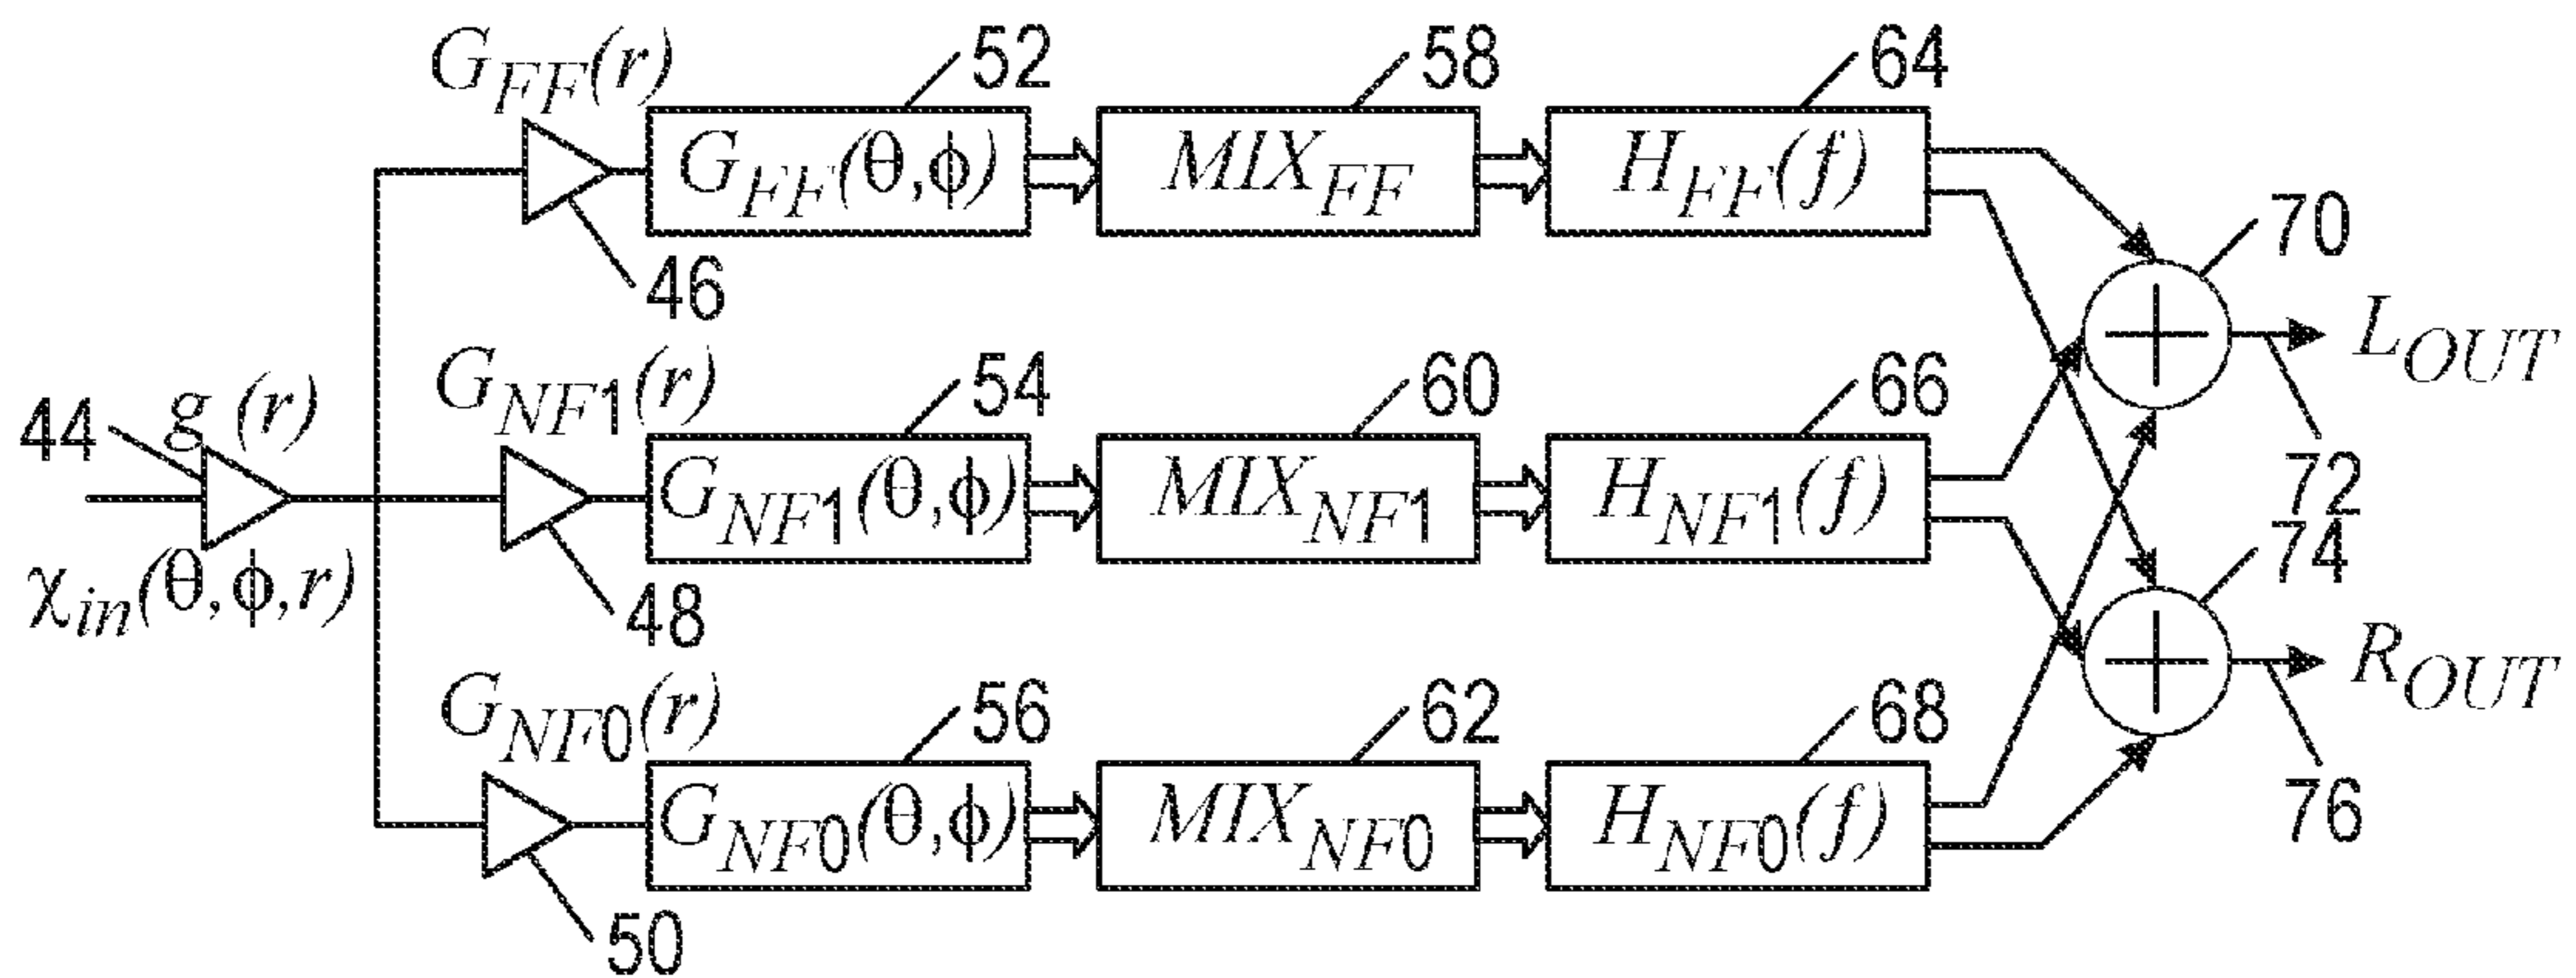 G_FF(r)
52
58
64
G_FF(θ,ϕ)
MIX_FF
H_FF(f)
46
70
L_OUT
72
44
g (r)
χ_in(θ,ϕ,r)
G_NF1(r)
54
60
66
G_NF1(θ,ϕ)
MIX_NF1
H_NF1(f)
48
74
R_OUT
76
G_NF0(r)
56
62
68
G_NF0(θ,ϕ)
MIX_NF0
H_NF0(f)
50